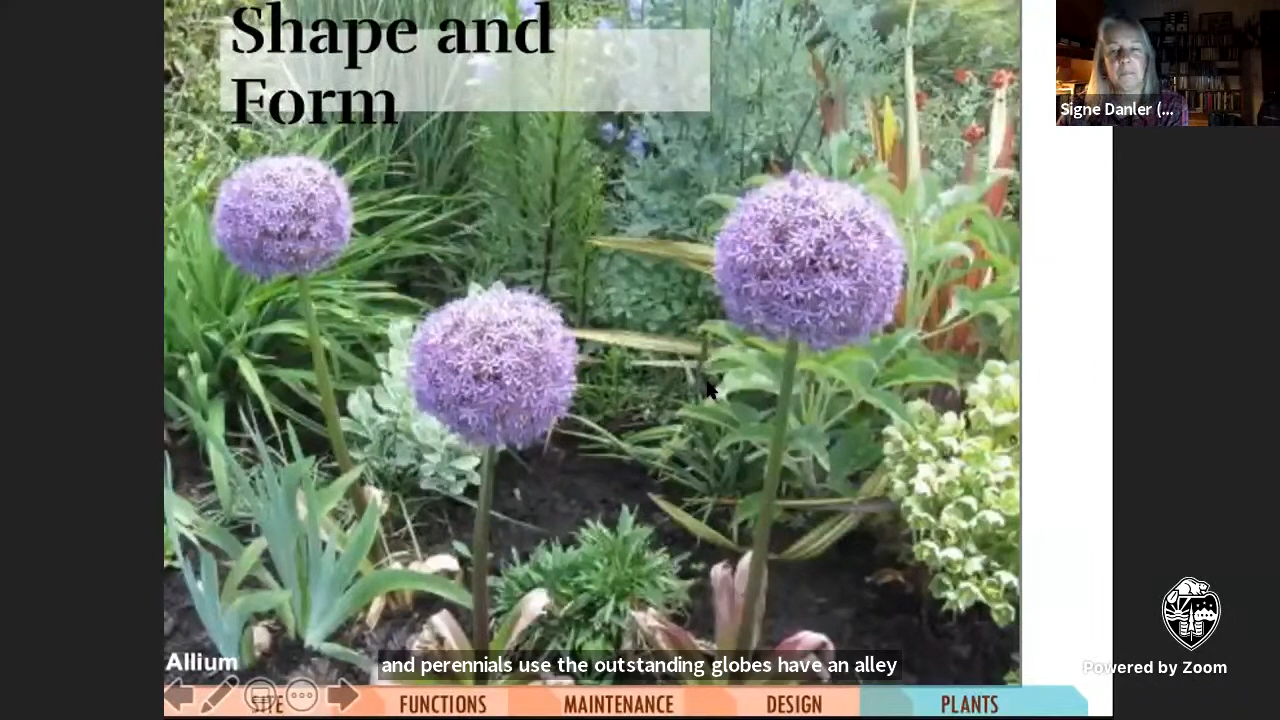 Shape and
Form
Signe Danler (...
Allium
and perennials use the outstanding globes have an alley
Powered by Zoom
SITE
FUNCTIONS
MAINTENANCE
DESIGN
PLANTS